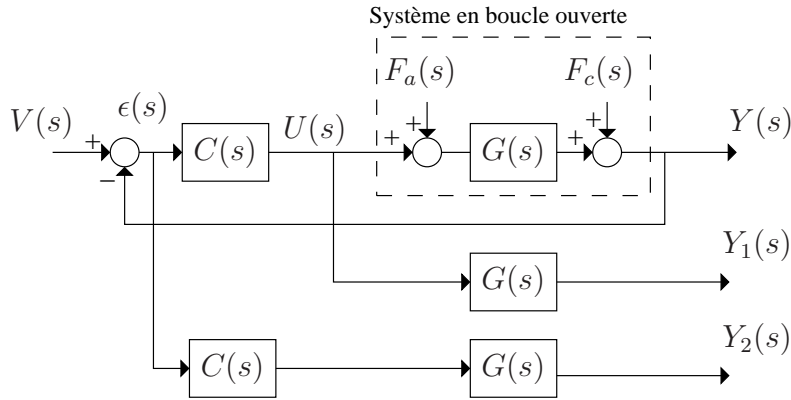 Système en boucle ouverte
F_a(s) F_c(s)
V(s) ϵ(s) U(s) Y(s)
+ − C(s) + + G(s) + +
Y_1(s)
G(s)
Y_2(s)
C(s) G(s)